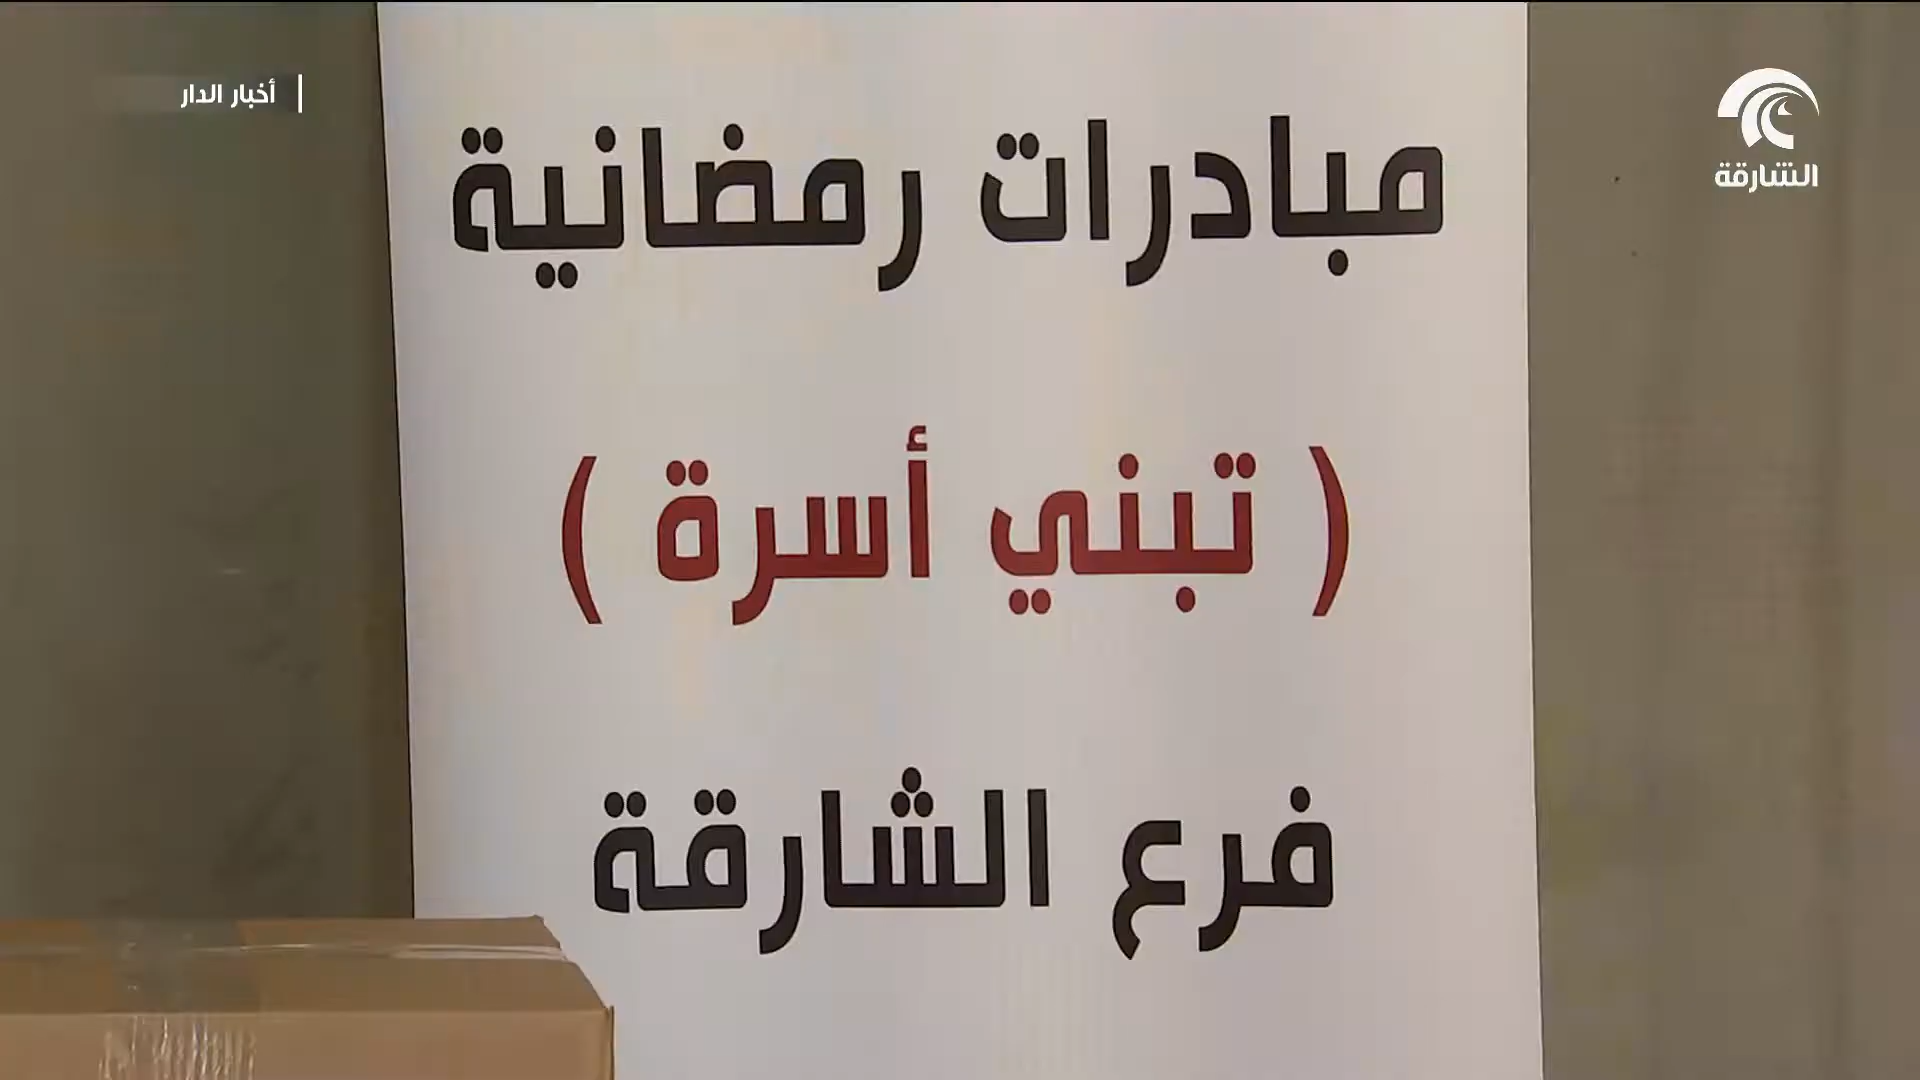 أخبار الدار
الشارقة
مبادرات رمضانية
( تبني أسرة )
فرع الشارقة